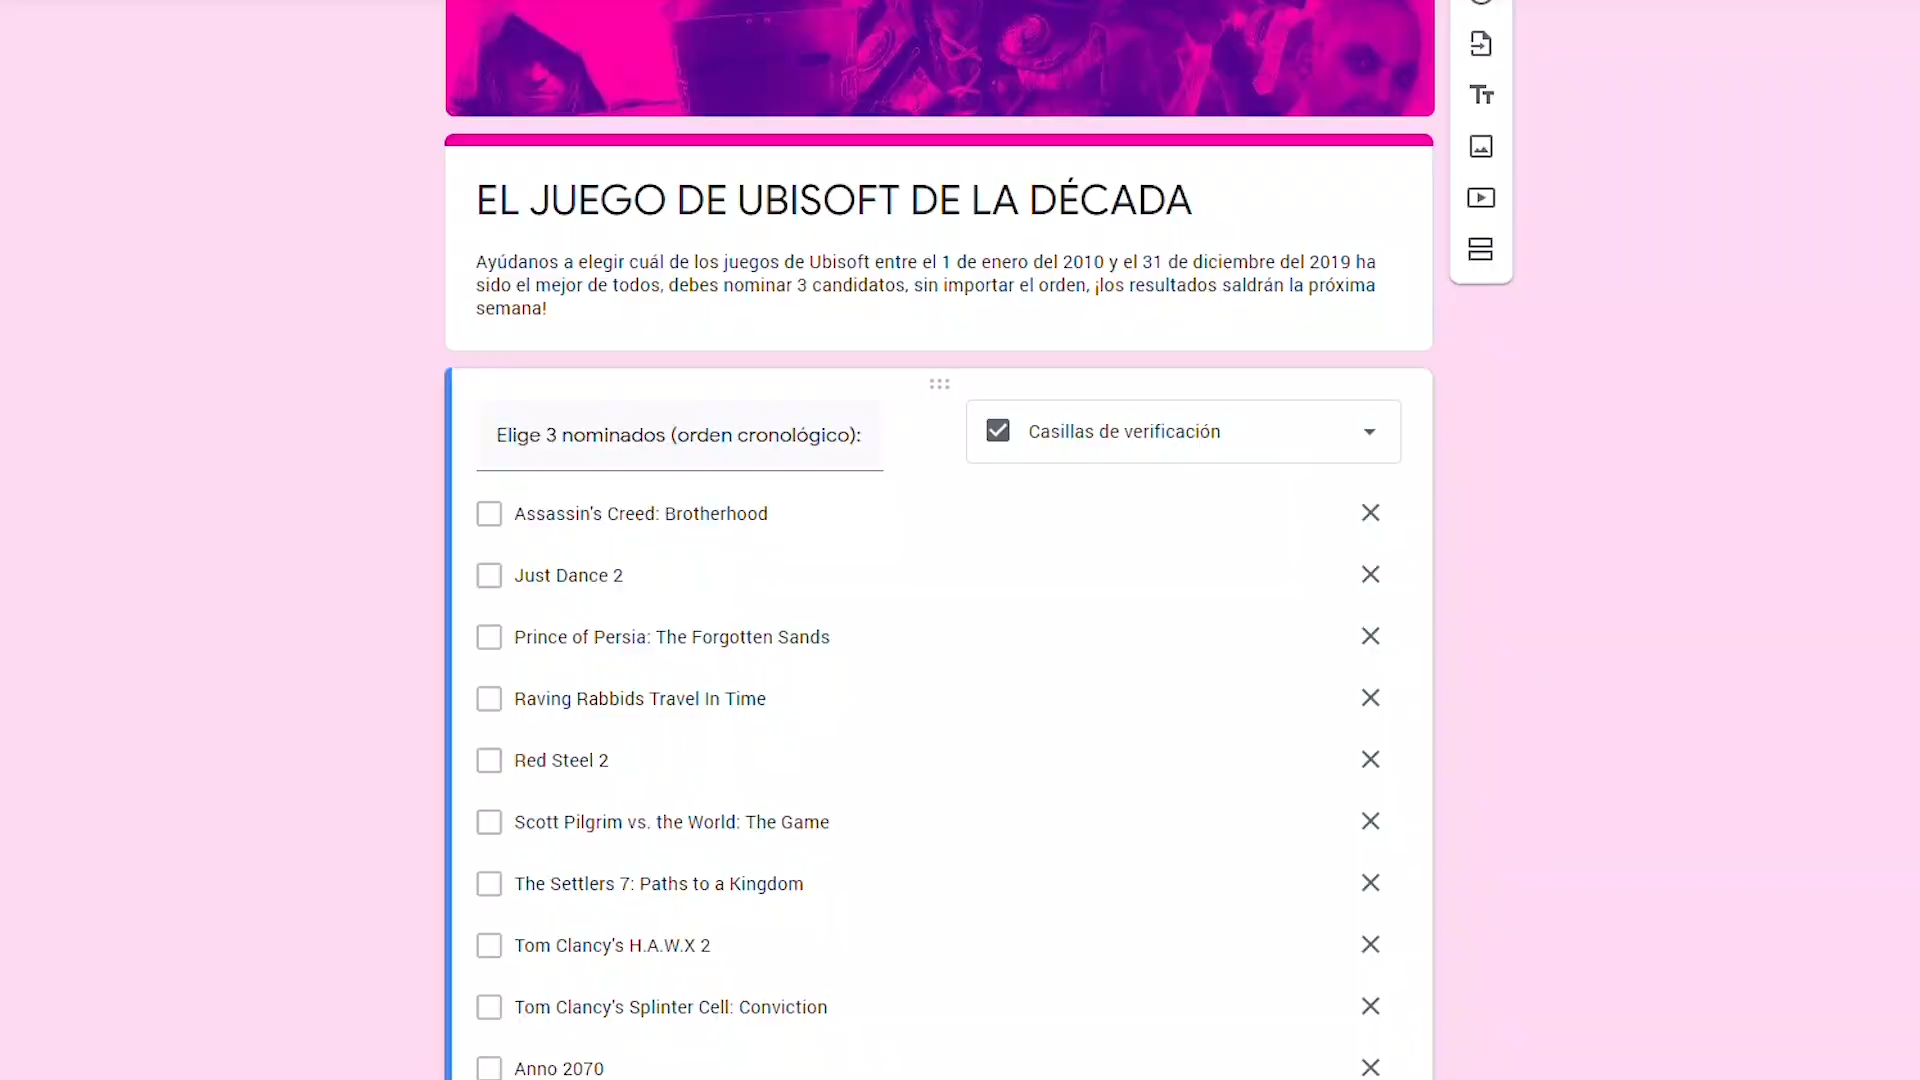 EL JUEGO DE UBISOFT DE LA DÉCADA
Ayúdanos a elegir cuál de los juegos de Ubisoft entre el 1 de enero del 2010 y el 31 de diciembre del 2019 ha
sido el mejor de todos, debes nominar 3 candidatos, sin importar el orden, ¡los resultados saldrán la próxima
semana!
Elige 3 nominados (orden cronológico):
Casillas de verificación
Assassin's Creed: Brotherhood
Just Dance 2
Prince of Persia: The Forgotten Sands
Raving Rabbids Travel In Time
Red Steel 2
Scott Pilgrim vs. the World: The Game
The Settlers 7: Paths to a Kingdom
Tom Clancy's H.A.W.X 2
Tom Clancy's Splinter Cell: Conviction
Anno 2070